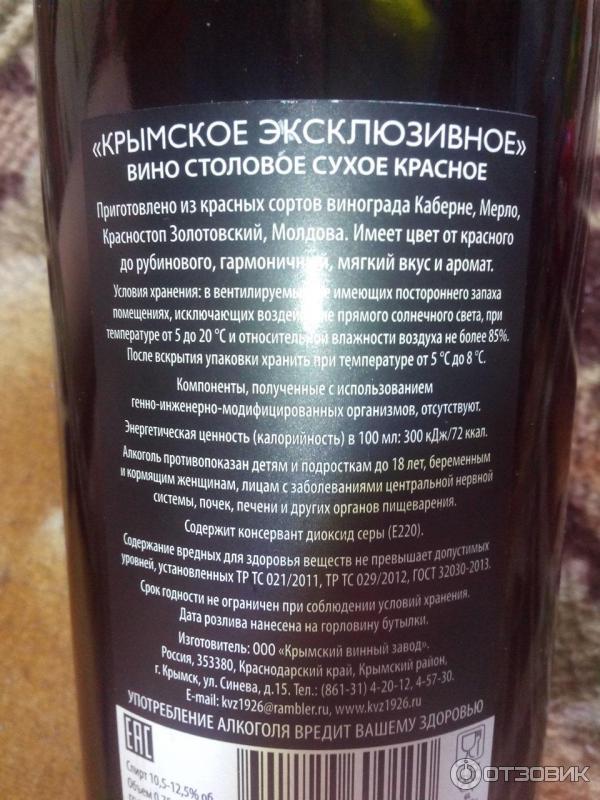 «КРЫМСКОЕ ЭКСКЛЮЗИВНОЕ»
ВИНО СТОЛОВОЕ СУХОЕ КРАСНОЕ
Приготовлено из красных сортов винограда Каберне, Мерло,
Красностоп Золотовский, Молдова. Имеет цвет от красного
до рубинового, гармоничный, мягкий вкус и аромат.
Условия хранения: в вентилируемых, не имеющих постороннего запаха
помещениях, исключающих воздействие прямого солнечного света, при
температуре от 5 до 20 °С и относительной влажности воздуха не более 85%.
После вскрытия упаковки хранить при температуре от 5 °С до 8 °С.
Компоненты, полученные с использованием
генно-инженерно-модифицированных организмов, отсутствуют.
Энергетическая ценность (калорийность) в 100 мл: 300 кДж/72 ккал.
Алкоголь противопоказан детям и подросткам до 18 лет, беременным
и кормящим женщинам, лицам с заболеваниями центральной нервной
системы, почек, печени и других органов пищеварения.
Содержит консервант диоксид серы (Е220).
Содержание вредных для здоровья веществ не превышает допустимых
уровней, установленных ТР ТС 021/2011, ТР ТС 029/2012, ГОСТ 32030-2013.
Срок годности не ограничен при соблюдении условий хранения.
Дата розлива нанесена на горловину бутылки.
Изготовитель: ООО «Крымский винный завод».
Россия, 353380, Краснодарский край, Крымский район,
г. Крымск, ул. Синева, д.15. Тел.: (861-31) 4-20-12, 4-57-30.
E-mail: kvz1926@rambler.ru, www.kvz1926.ru
УПОТРЕБЛЕНИЕ АЛКОГОЛЯ ВРЕДИТ ВАШЕМУ ЗДОРОВЬЮ
ЕАС
Спирт 10,5-12,5% об.
Объем
ОТЗОВИК